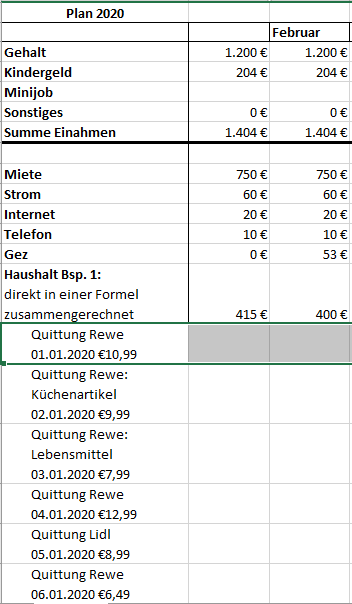 Plan 2020
Februar
Gehalt 1.200 € 1.200 €
Kindergeld 204 € 204 €
Minijob
Sonstiges 0 € 0 €
Summe Einahmen 1.404 € 1.404 €
Miete 750 € 750 €
Strom 60 € 60 €
Internet 20 € 20 €
Telefon 10 € 10 €
Gez 0 € 53 €
Haushalt Bsp. 1:
direkt in einer Formel
zusammengerechnet 415 € 400 €
Quittung Rewe
01.01.2020 €10,99
Quittung Rewe:
Küchenartikel
02.01.2020 €9,99
Quittung Rewe:
Lebensmittel
03.01.2020 €7,99
Quittung Rewe
04.01.2020 €12,99
Quittung Lidl
05.01.2020 €8,99
Quittung Rewe
06.01.2020 €6,49